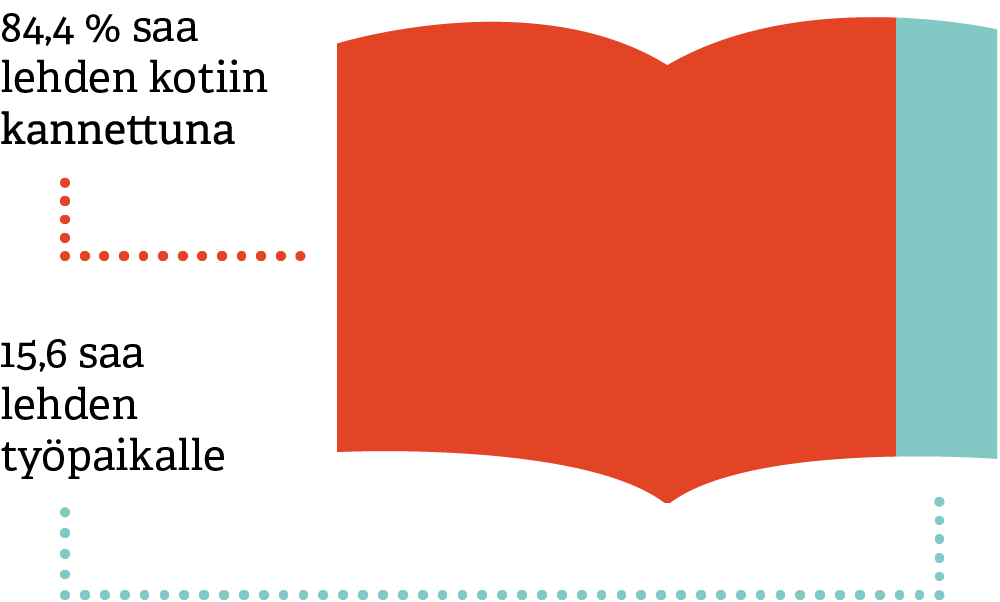 84,4 % saa
lehden kotiin
kannettuna
15,6 saa
lehden
työpaikalle